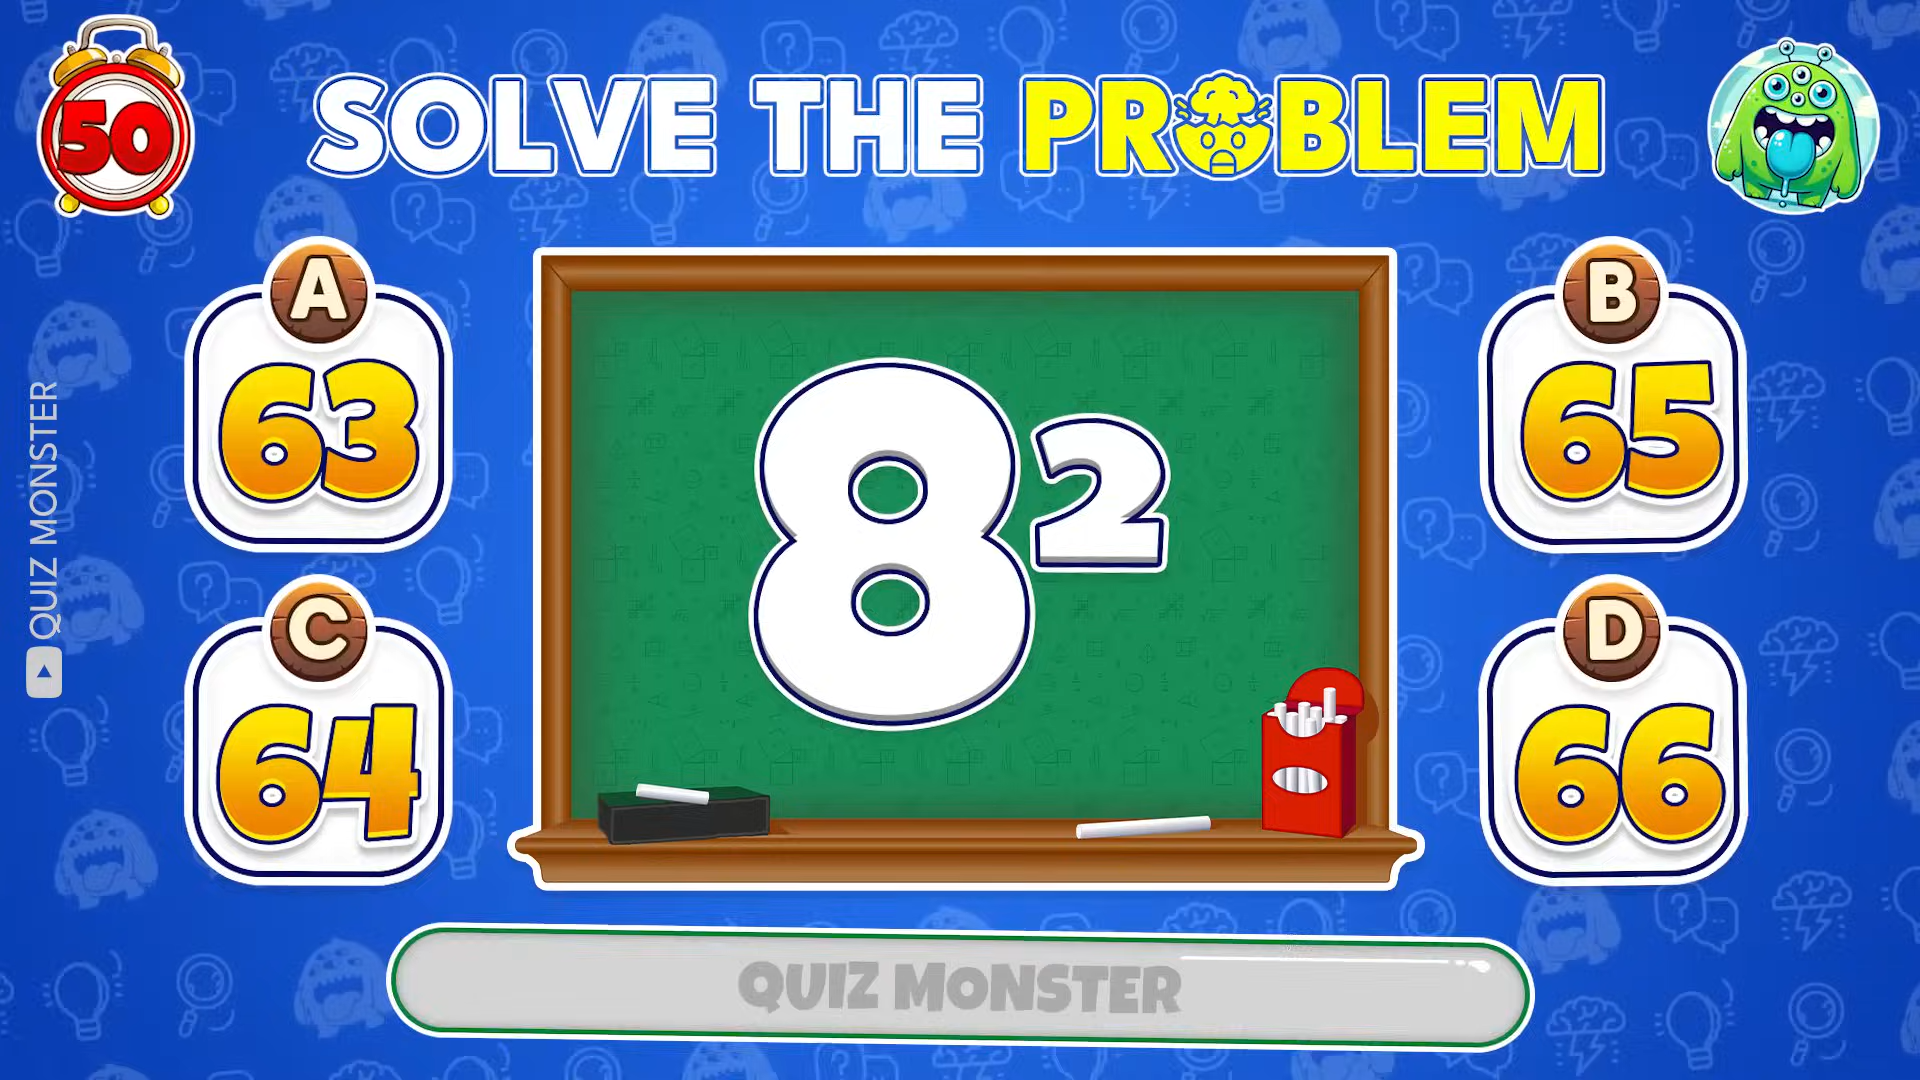 50
SOLVE THE PROBLEM
A
63
B
65
8²
C
64
D
66
QUIZ MONSTER
QUIZ MONSTER